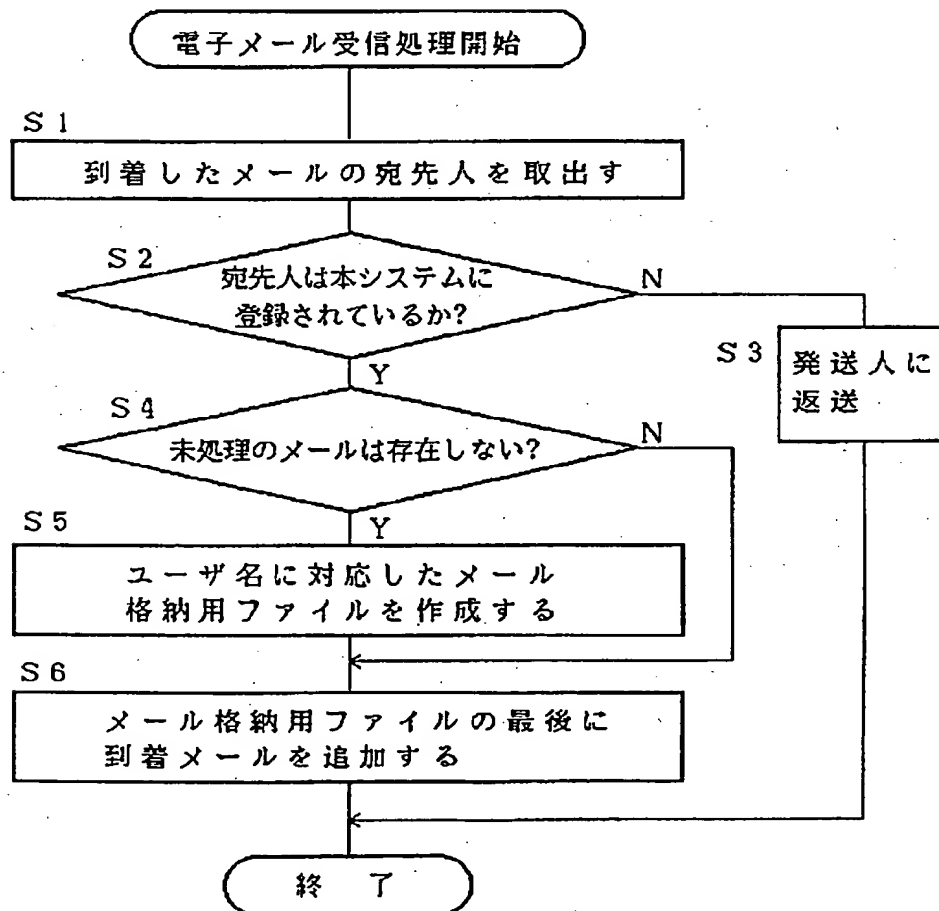 電子メール受信処理開始
S1
到着したメールの宛先人を取出す
S2
宛先人は本システムに
登録されているか?
N
S3
発送人に
返送
Y
S4
未処理のメールは存在しない?
N
S5
Y
ユーザ名に対応したメール
格納用ファイルを作成する
S6
メール格納用ファイルの最後に
到着メールを追加する
終了